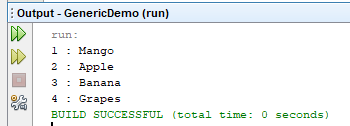 Output - GenericDemo (run)
run:
1 : Mango
2 : Apple
3 : Banana
4 : Grapes
BUILD SUCCESSFUL (total time: 0 seconds)